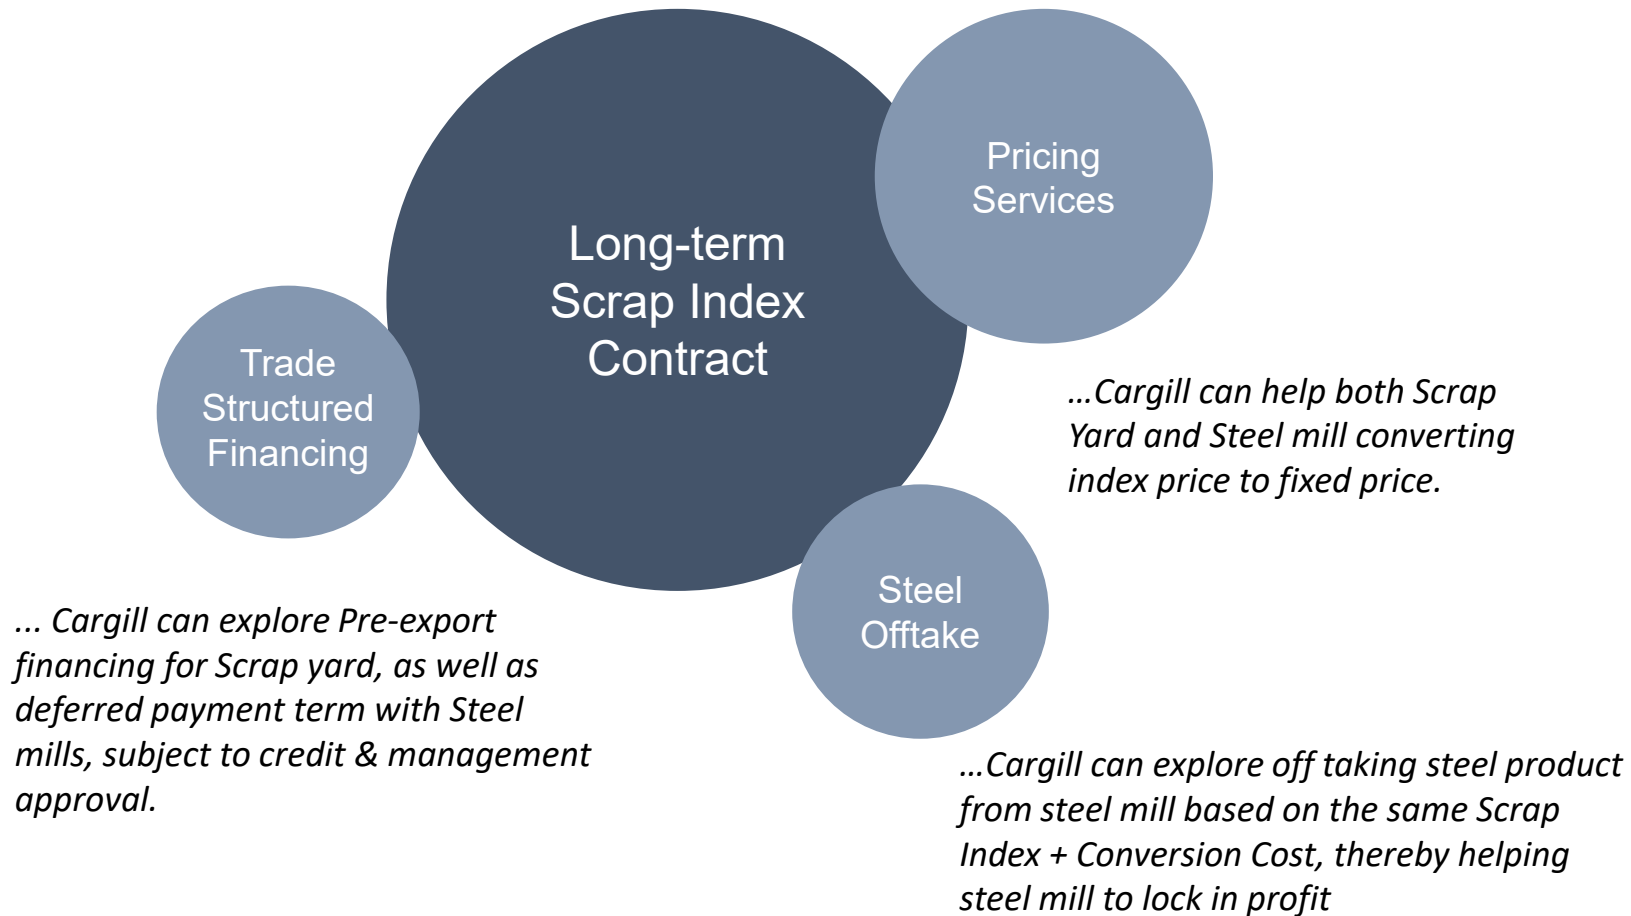 Long-term
Scrap Index
Contract
Pricing
Services
…Cargill can help both Scrap
Yard and Steel mill converting
index price to fixed price.
Trade
Structured
Financing
... Cargill can explore Pre-export
financing for Scrap yard, as well as
deferred payment term with Steel
mills, subject to credit & management
approval.
Steel
Offtake
…Cargill can explore off taking steel product
from steel mill based on the same Scrap
Index + Conversion Cost, thereby helping
steel mill to lock in profit